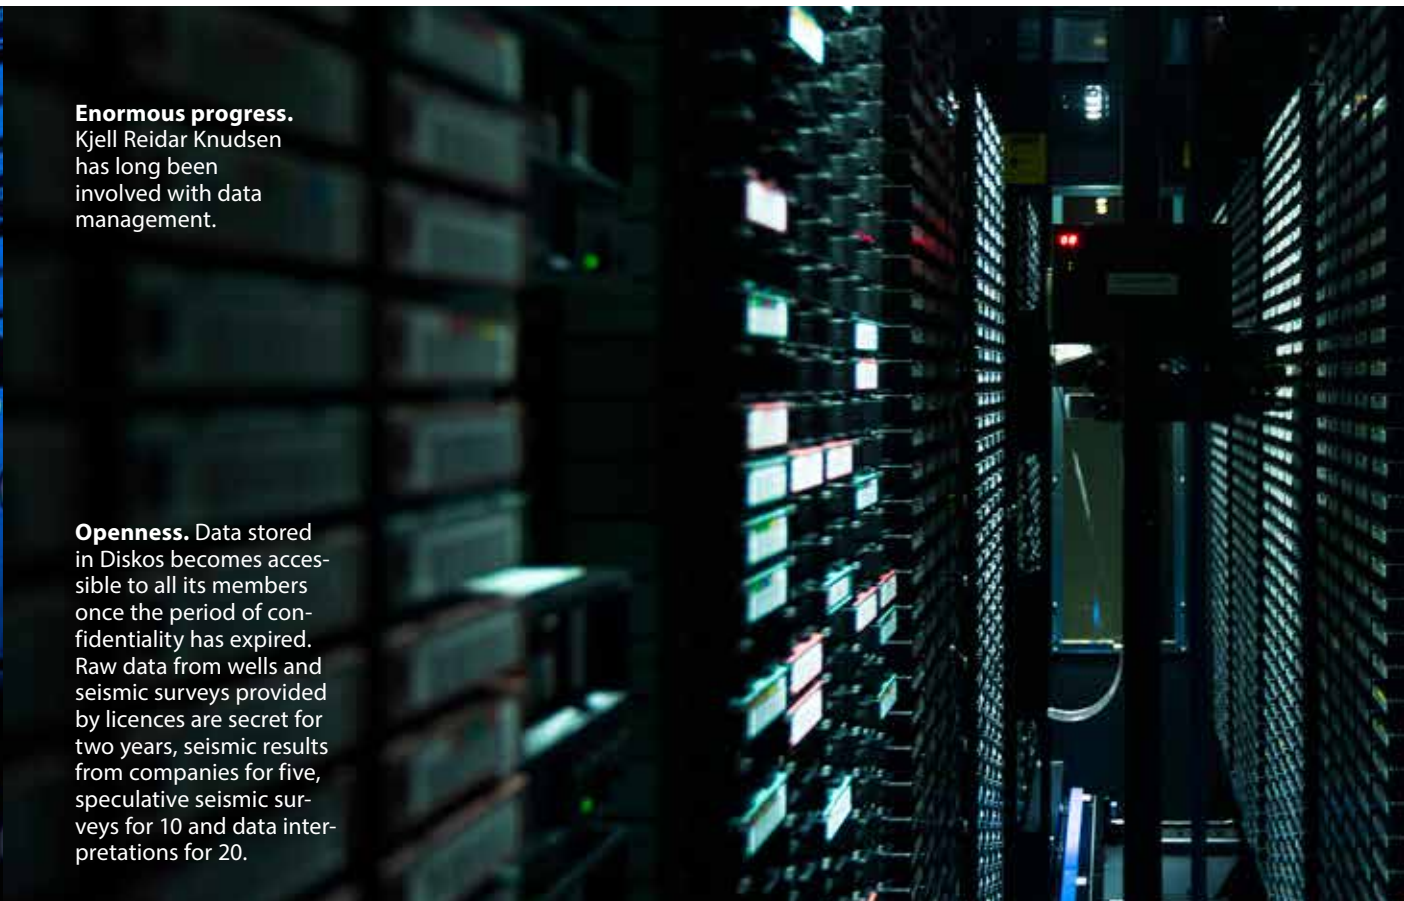 Enormous progress.
Kjell Reidar Knudsen
has long been
involved with data
management.
Openness. Data stored
in Diskos becomes acces-
sible to all its members
once the period of con-
fidentiality has expired.
Raw data from wells and
seismic surveys provided
by licences are secret for
two years, seismic results
from companies for five,
speculative seismic sur-
veys for 10 and data inter-
pretations for 20.